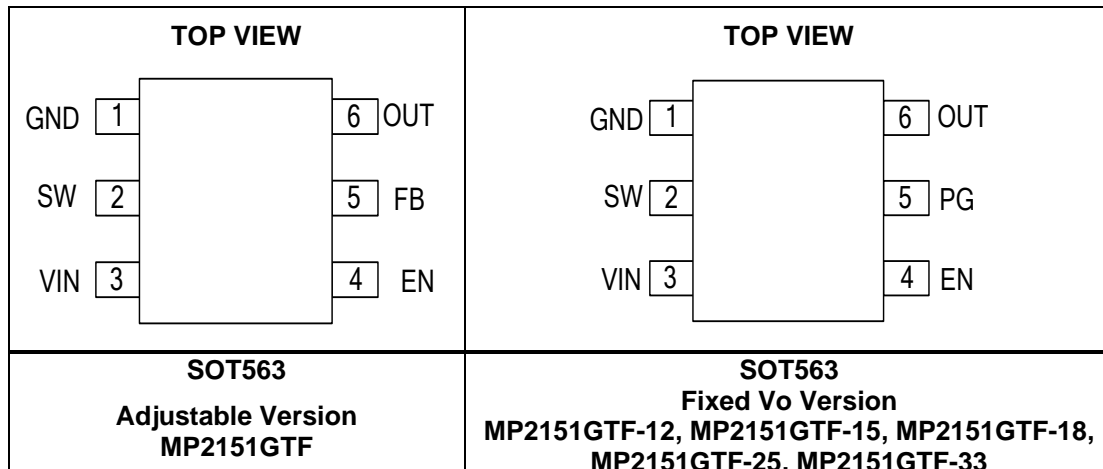 TOP VIEW
GND 1
6 OUT
SW 2
5 FB
VIN 3
4 EN
SOT563
Adjustable Version
MP2151GTF
TOP VIEW
GND 1
6 OUT
SW 2
5 PG
VIN 3
4 EN
SOT563
Fixed Vo Version
MP2151GTF-12, MP2151GTF-15, MP2151GTF-18,
MP2151GTF-25, MP2151GTF-33